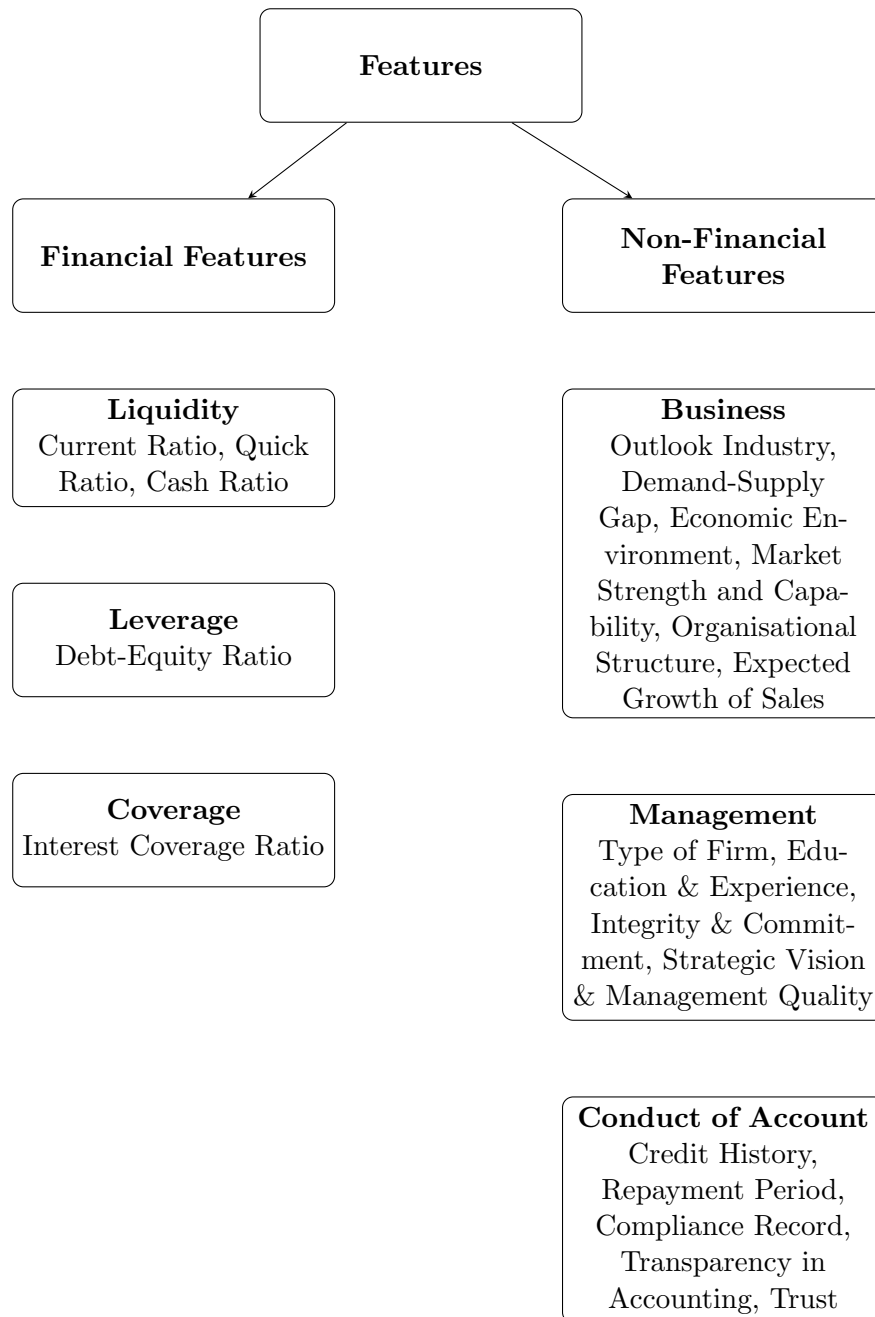 Features
Financial Features
Non-Financial
Features
Liquidity
Current Ratio, Quick
Ratio, Cash Ratio
Leverage
Debt-Equity Ratio
Coverage
Interest Coverage Ratio
Business
Outlook Industry,
Demand-Supply
Gap, Economic En-
vironment, Market
Strength and Capa-
bility, Organisational
Structure, Expected
Growth of Sales
Management
Type of Firm, Edu-
cation & Experience,
Integrity & Commit-
ment, Strategic Vision
& Management Quality
Conduct of Account
Credit History,
Repayment Period,
Compliance Record,
Transparency in
Accounting, Trust